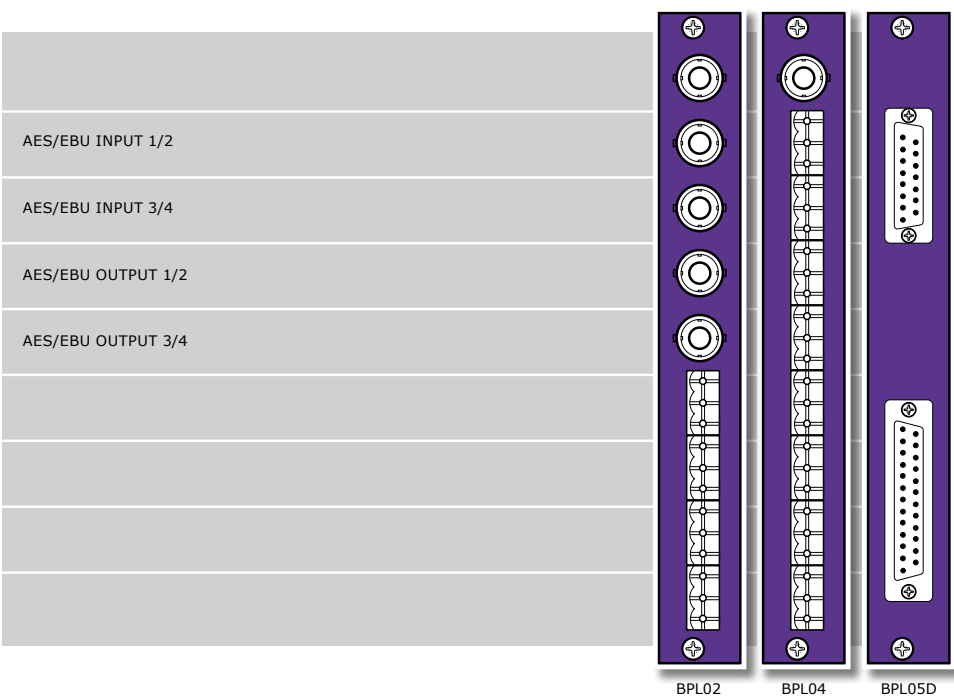 AES/EBU INPUT 1/2
AES/EBU INPUT 3/4
AES/EBU OUTPUT 1/2
AES/EBU OUTPUT 3/4
BPL02 BPL04 BPL05D